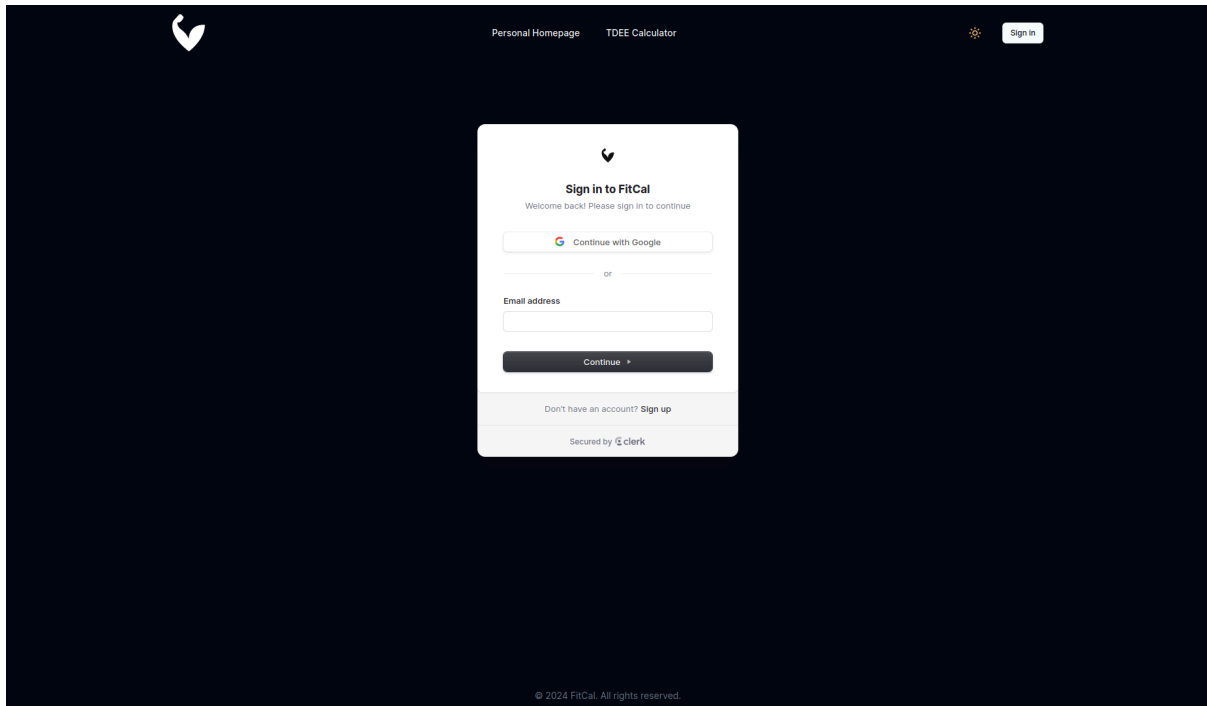 Personal Homepage TDEE Calculator Sign in
Sign in to FitCal
Welcome back! Please sign in to continue
Continue with Google
or
Email address
Continue
Don't have an account? Sign up
Secured by clerk
© 2024 FitCal. All rights reserved.